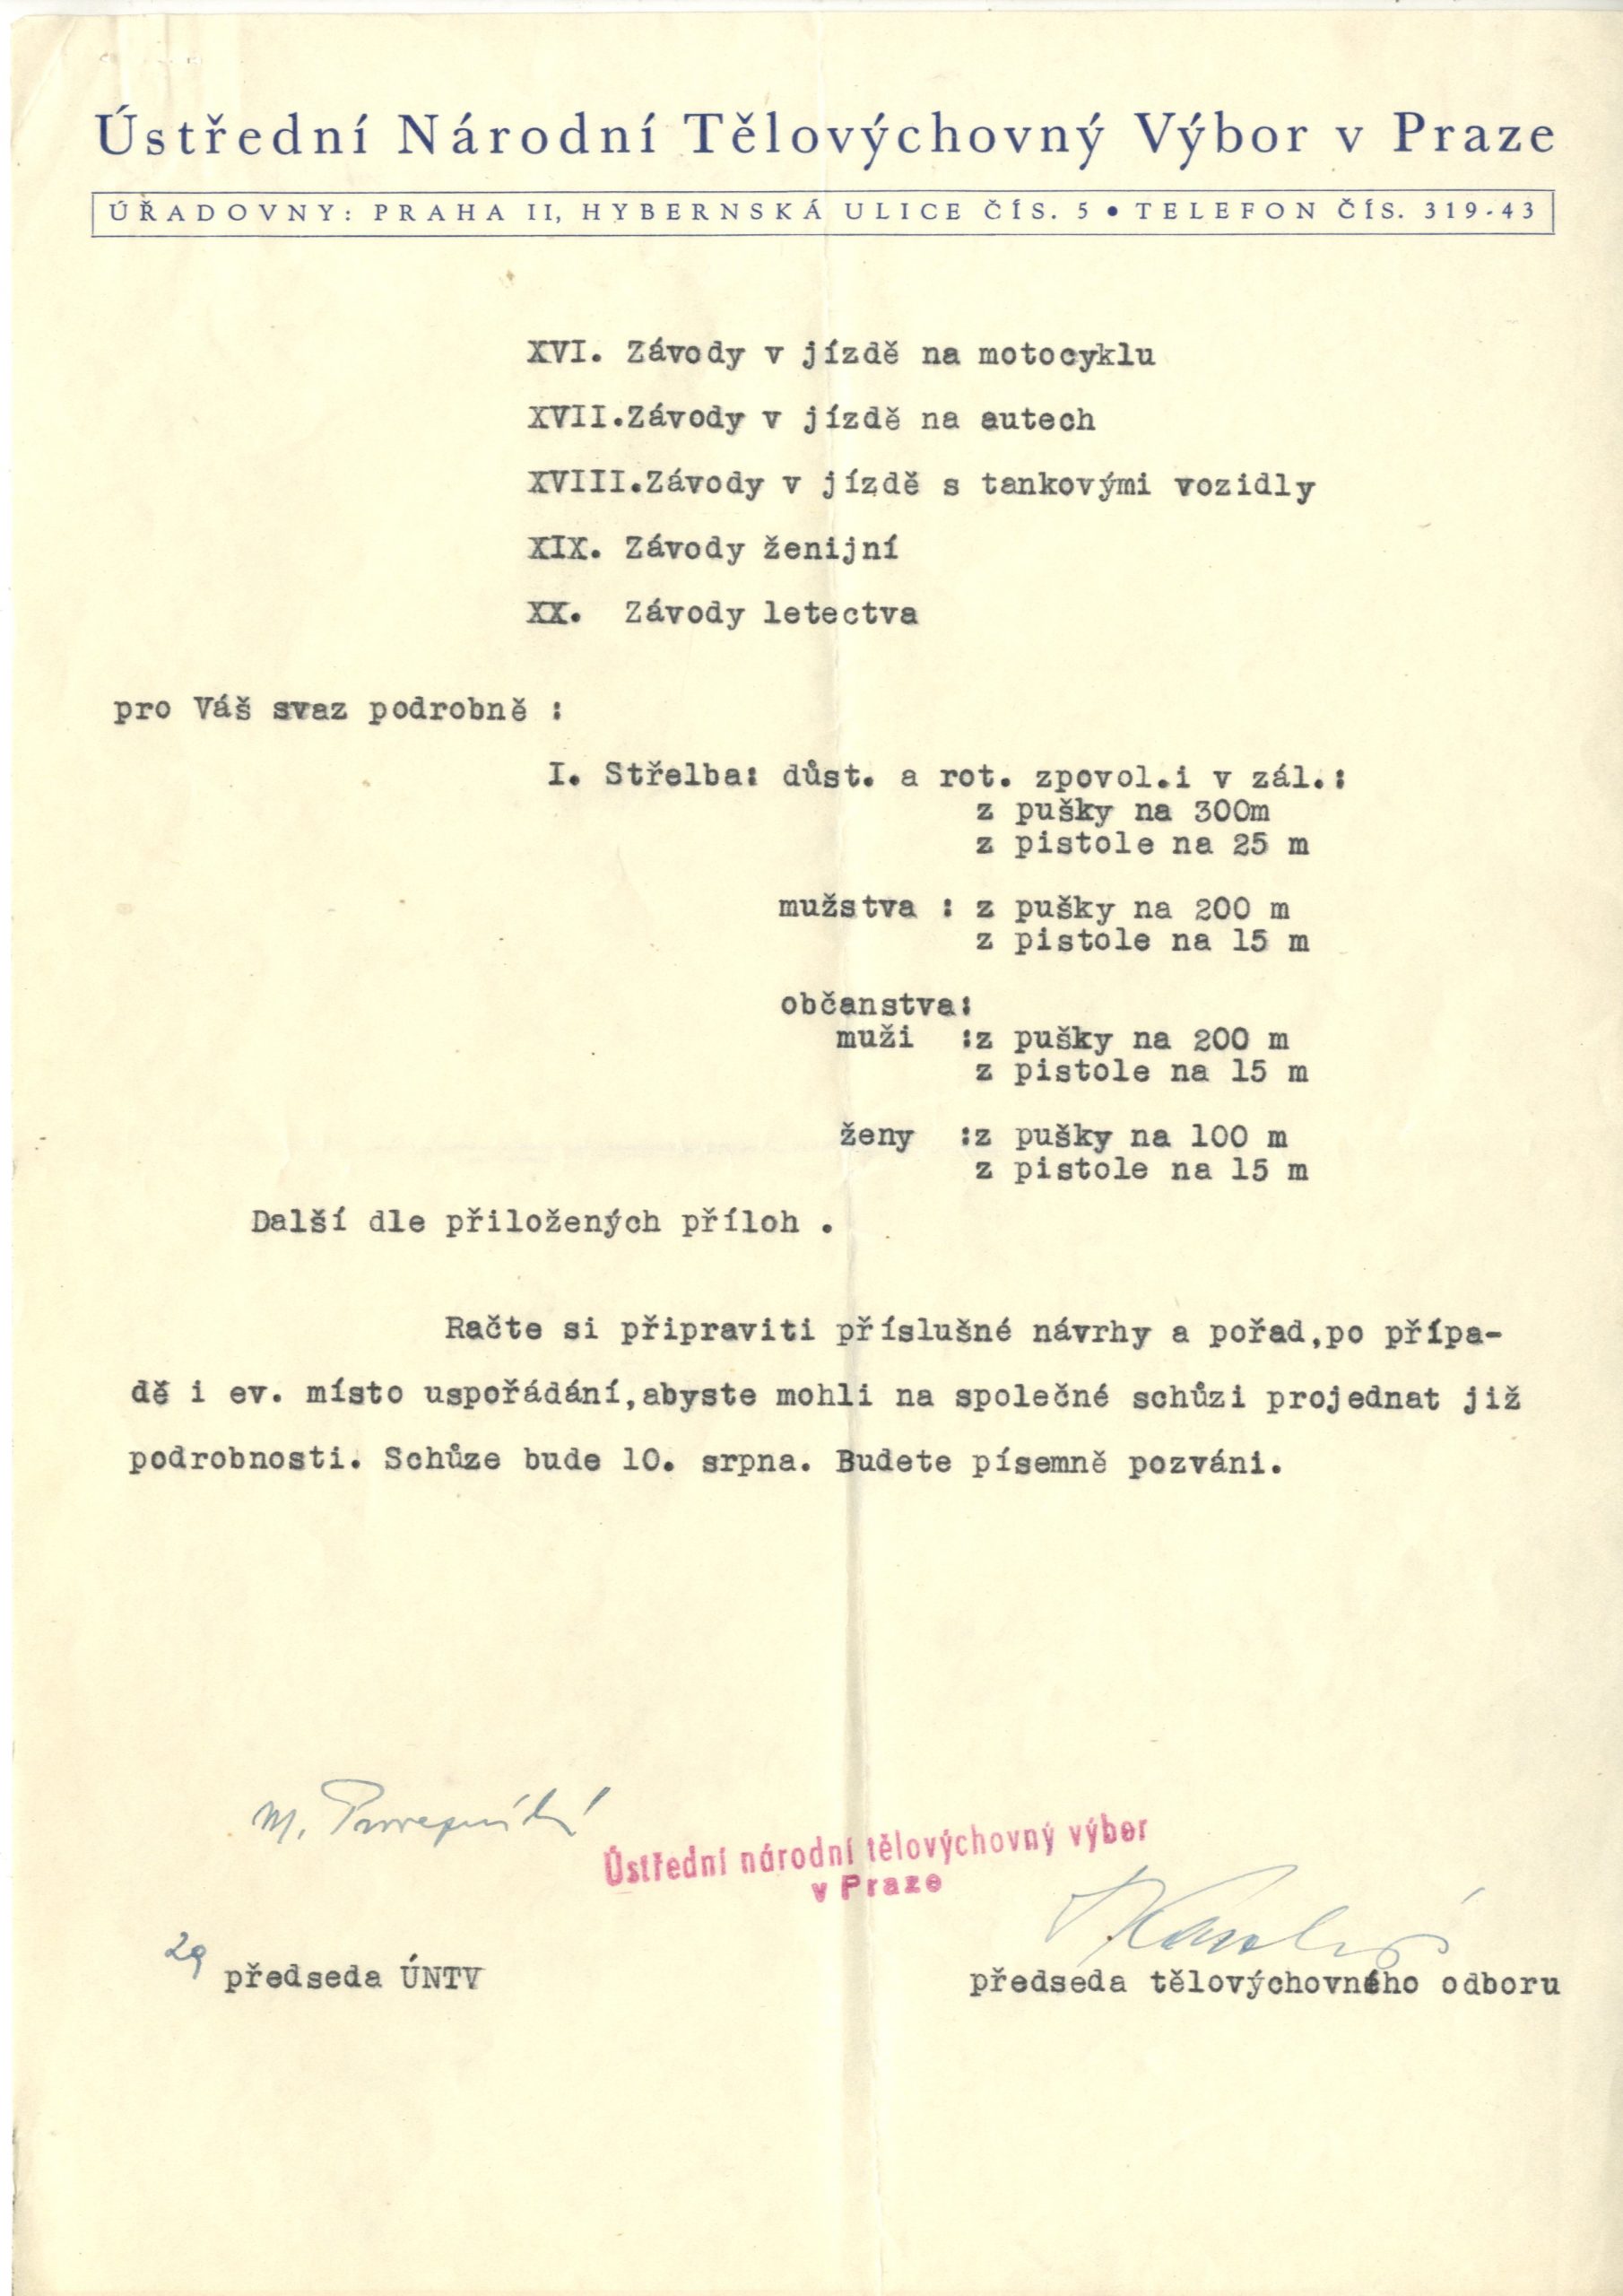 Ústřední Národní Tělovýchovný Výbor v Praze
ÚŘADOVNY: PRAHA II, HYBERNSKÁ ULICE ČÍS. 5 • TELEFON ČÍS. 319-43
XVI. Závody v jízdě na motocyklu
XVII.Závody v jízdě na autech
XVIII.Závody v jízdě s tankovými vozidly
XIX. Závody ženijní
XX. Závody letectva
pro Váš svaz podrobně :
I. Střelba: důst. a rot. zpovol.i v zál.:
z pušky na 300m
z pistole na 25 m
mužstva : z pušky na 200 m
z pistole na 15 m
občanstva:
muži :z pušky na 200 m
z pistole na 15 m
ženy :z pušky na 100 m
z pistole na 15 m
Další dle přiložených příloh .
Račte si připraviti příslušné návrhy a pořad,po přípa-
dě i ev. místo uspořádání,abyste mohli na společné schůzi projednat již
podrobnosti. Schůze bude 10. srpna. Budete písemně pozváni.
M.
Ústřední národní tělovýchovný výbor
v Praze
předseda ÚNTV
předseda tělovýchovného odboru